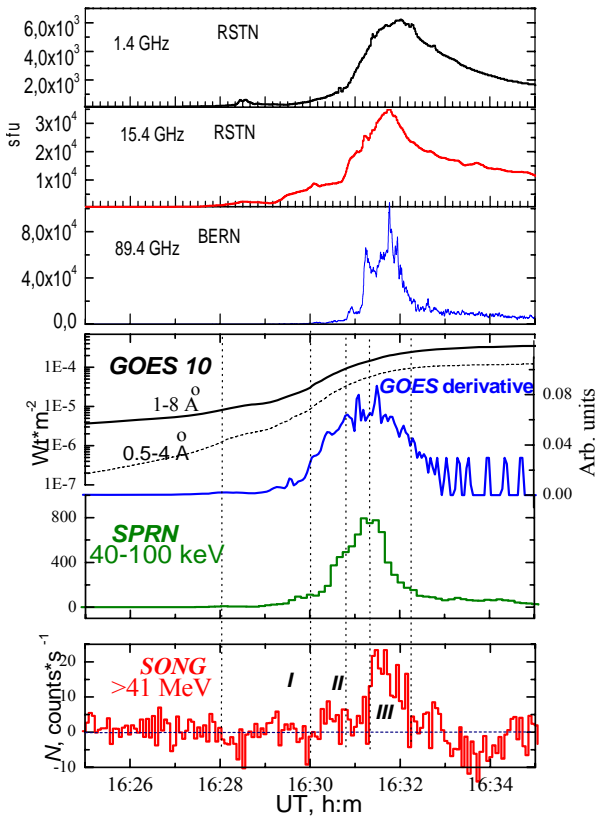 6,0x10³
4,0x10³
2,0x10³
1.4 GHz
RSTN
sfu
3x10⁴
2x10⁴
1x10⁴
15.4 GHz
RSTN
8,0x10⁴
4,0x10⁴
0,0
89.4 GHz
BERN
Wt*m⁻²
1E-4
1E-5
1E-6
1E-7
GOES 10
1-8 A
o
0.5-4 A
o
GOES derivative
0.08
0.04
0.00
Arb. units
800
400
0
SPRN
40-100 keV
N, counts*s⁻¹
20
10
0
-10
SONG
>41 MeV
I
II
III
16:26
16:28
16:30
16:32
16:34
UT, h:m